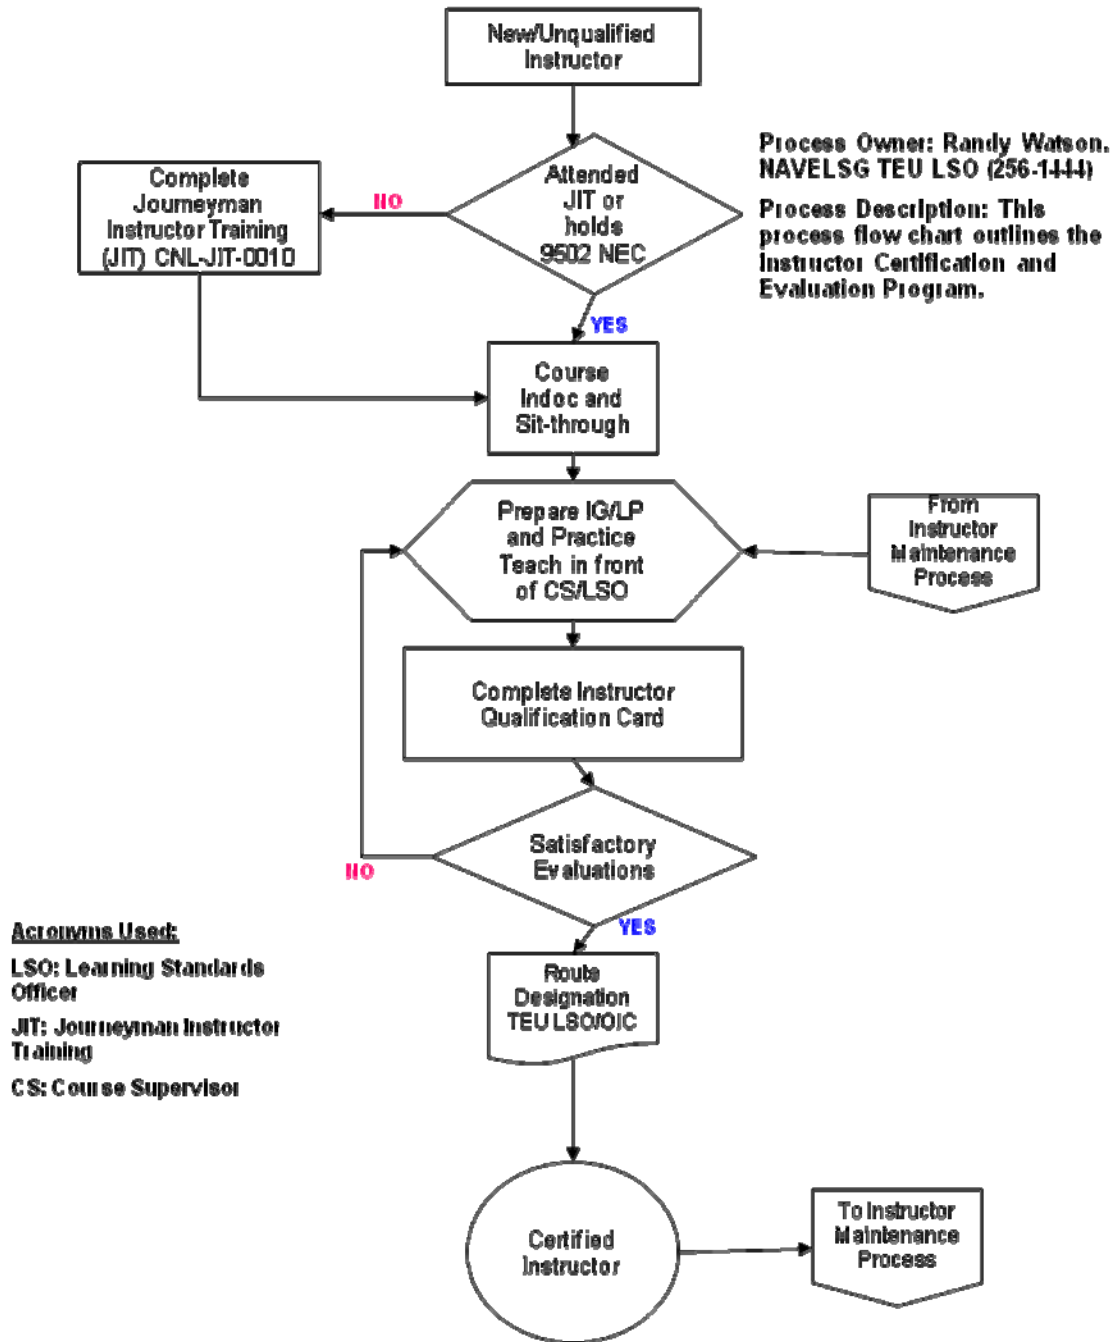 New/Unqualified
Instructor
Process Owner: Randy Watson.
NAVELSG TEU LSO (256-1444)
Process Description: This
process flow chart outlines the
Instructor Certification and
Evaluation Program.
Attended
JIT or
holds
9502 NEC
NO
Complete
Journeyman
Instructor Training
(JIT) CNL-JIT-0010
YES
Course
Indoc and
Sit-through
Prepare IG/LP
and Practice
Teach in front
of CS/LSO
From
Instructor
Maintenance
Process
Complete Instructor
Qualification Card
Satisfactory
Evaluations
NO
YES
Route
Designation
TEU LSO/OIC
Acronyms Used:
LSO: Learning Standards
Officer
JIT: Journeyman Instructor
Training
CS: Course Supervisor
Certified
Instructor
To Instructor
Maintenance
Process